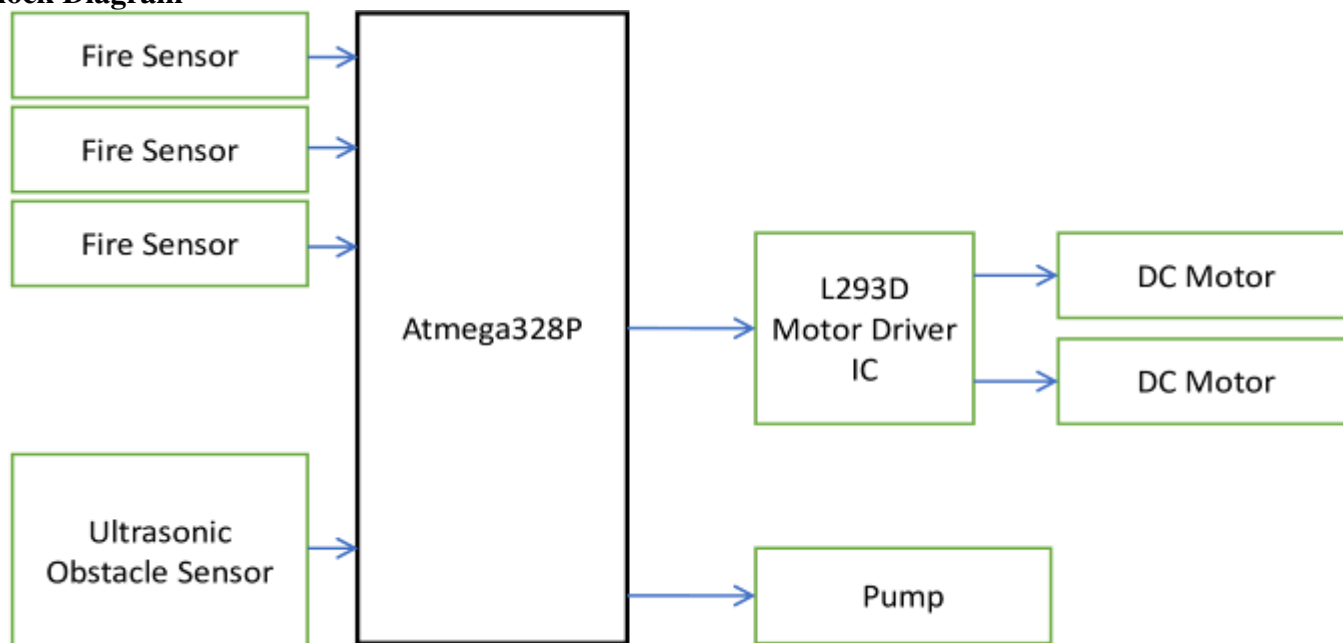 Diagram
Fire Sensor
Fire Sensor
Fire Sensor
Atmega328P
L293D
Motor Driver
IC
DC Motor
DC Motor
Ultrasonic
Obstacle Sensor
Pump